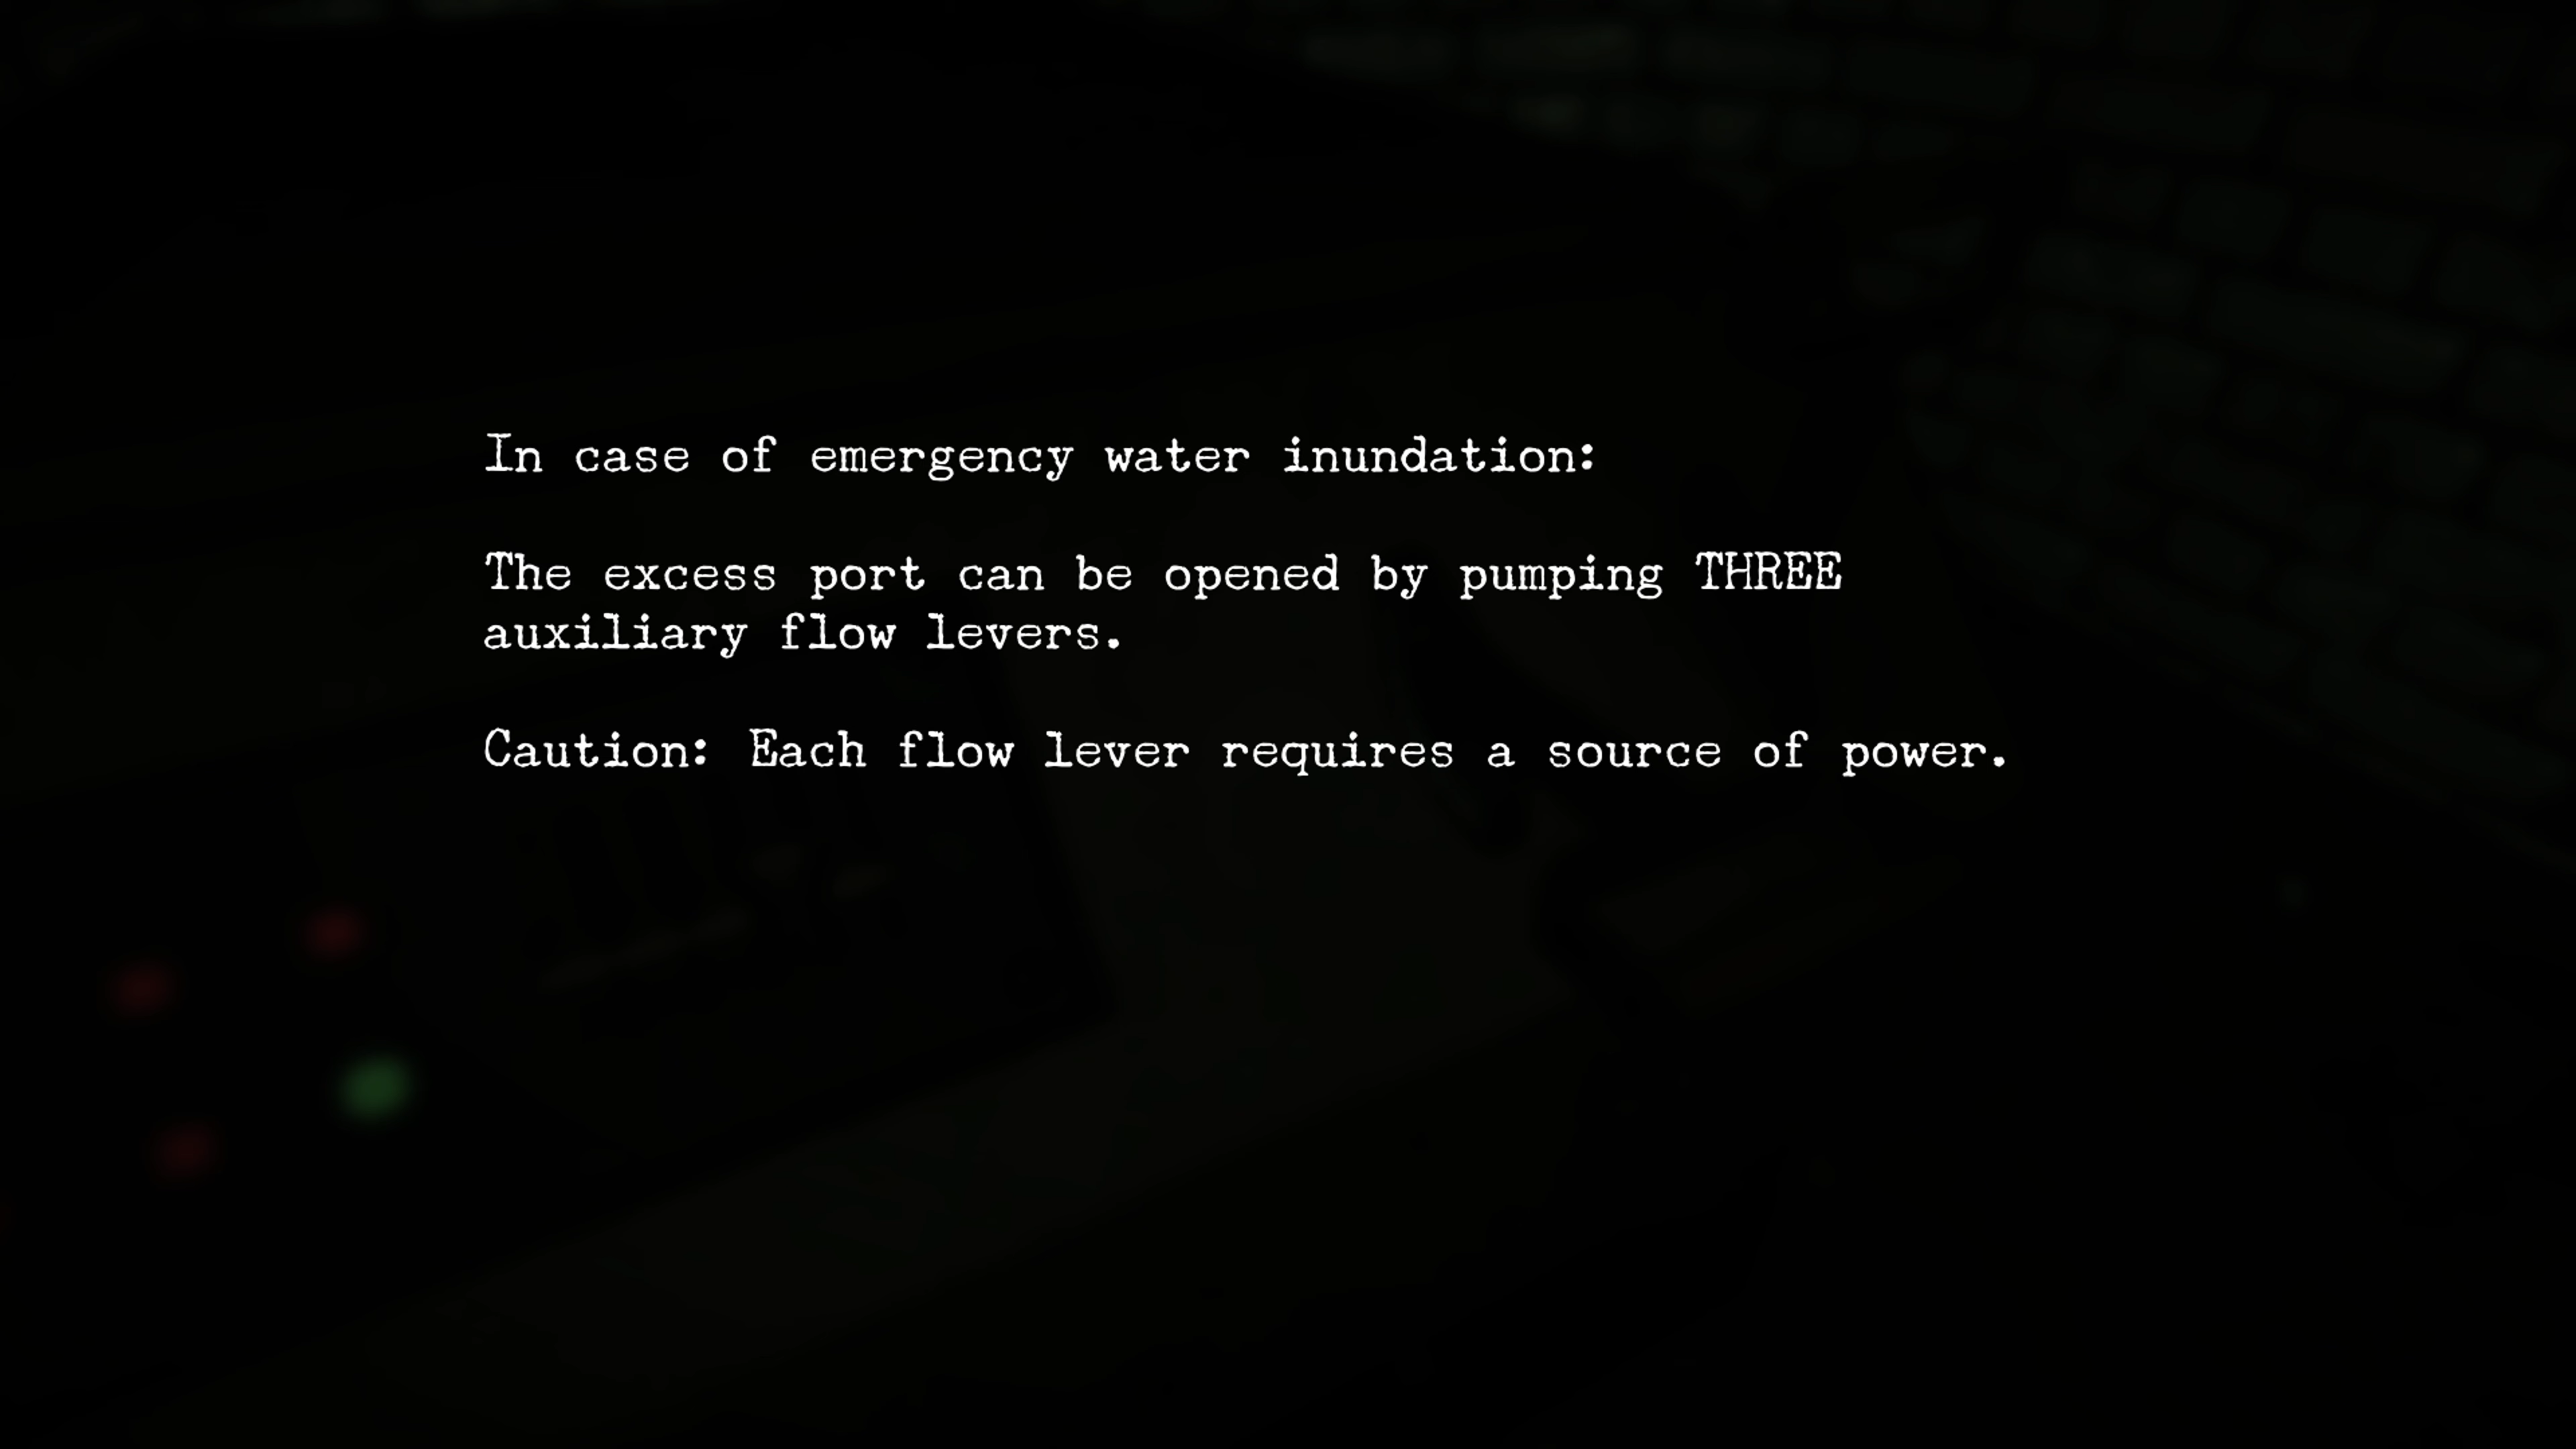 In case of emergency water inundation:
The excess port can be opened by pumping THREE
auxiliary flow levers.
Caution: Each flow lever requires a source of power.